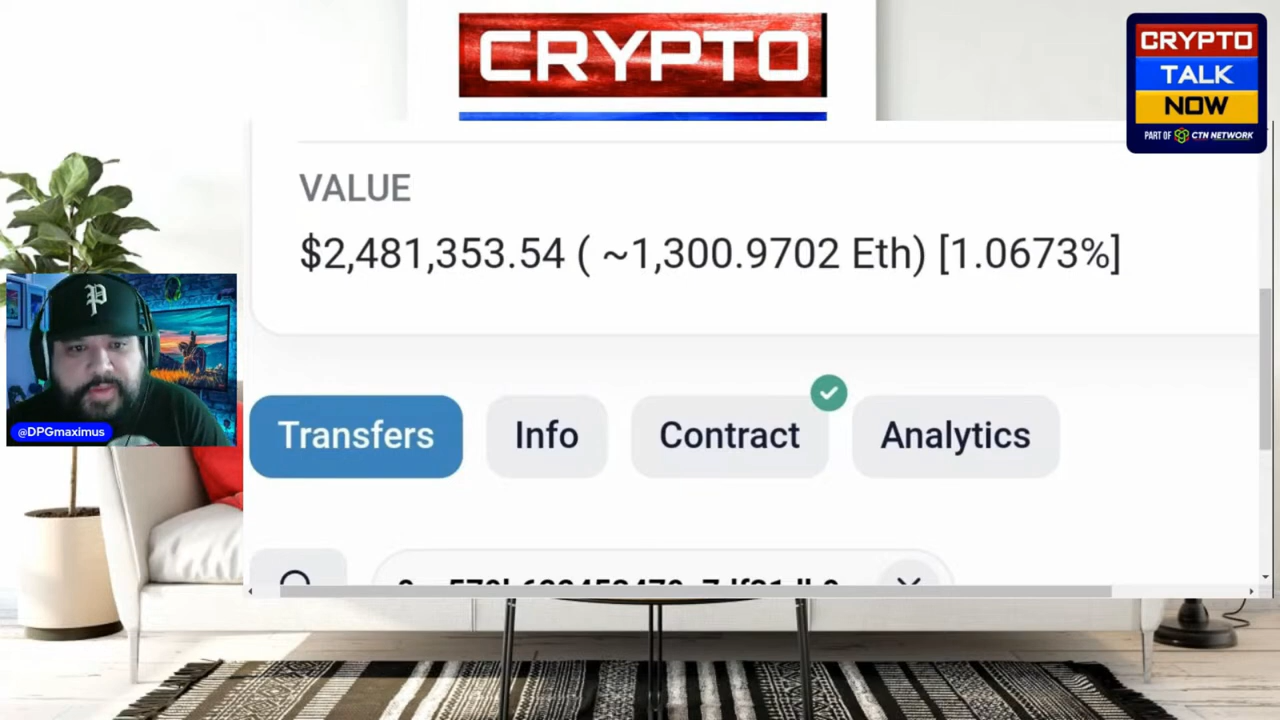 CRYPTO
CRYPTO
TALK
NOW
PART OF CTN NETWORK
VALUE
$2,481,353.54 ( ~1,300.9702 Eth) [1.0673%]
P
@DPGmaximus
Transfers Info Contract Analytics